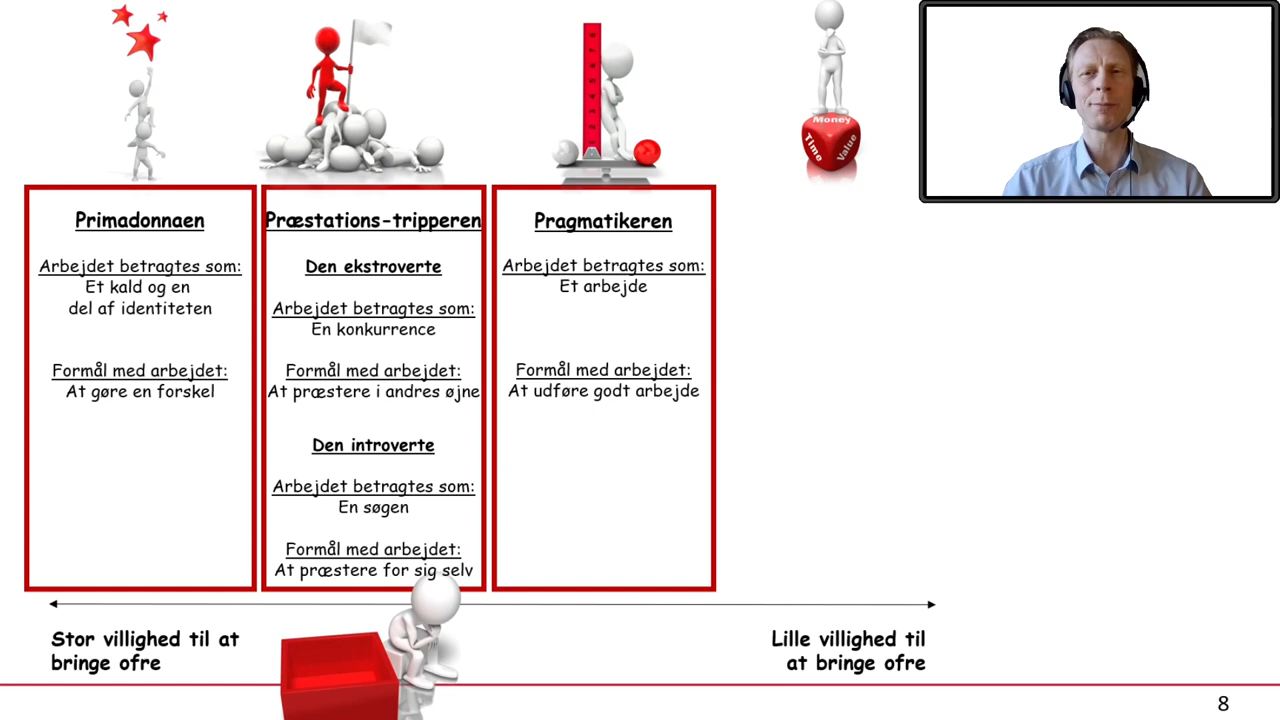 Money
Time
Value
Primadonnaen
Arbejdet betragtes som:
Et kald og en
del af identiteten
Formål med arbejdet:
At gøre en forskel
Præstations-tripperen
Den ekstroverte
Arbejdet betragtes som:
En konkurrence
Formål med arbejdet:
At præstere i andres øjne
Den introverte
Arbejdet betragtes som:
En søgen
Formål med arbejdet:
At præstere for sig selv
Pragmatikeren
Arbejdet betragtes som:
Et arbejde
Formål med arbejdet:
At udføre godt arbejde
Stor villighed til at
bringe ofre
Lille villighed til
at bringe ofre
8